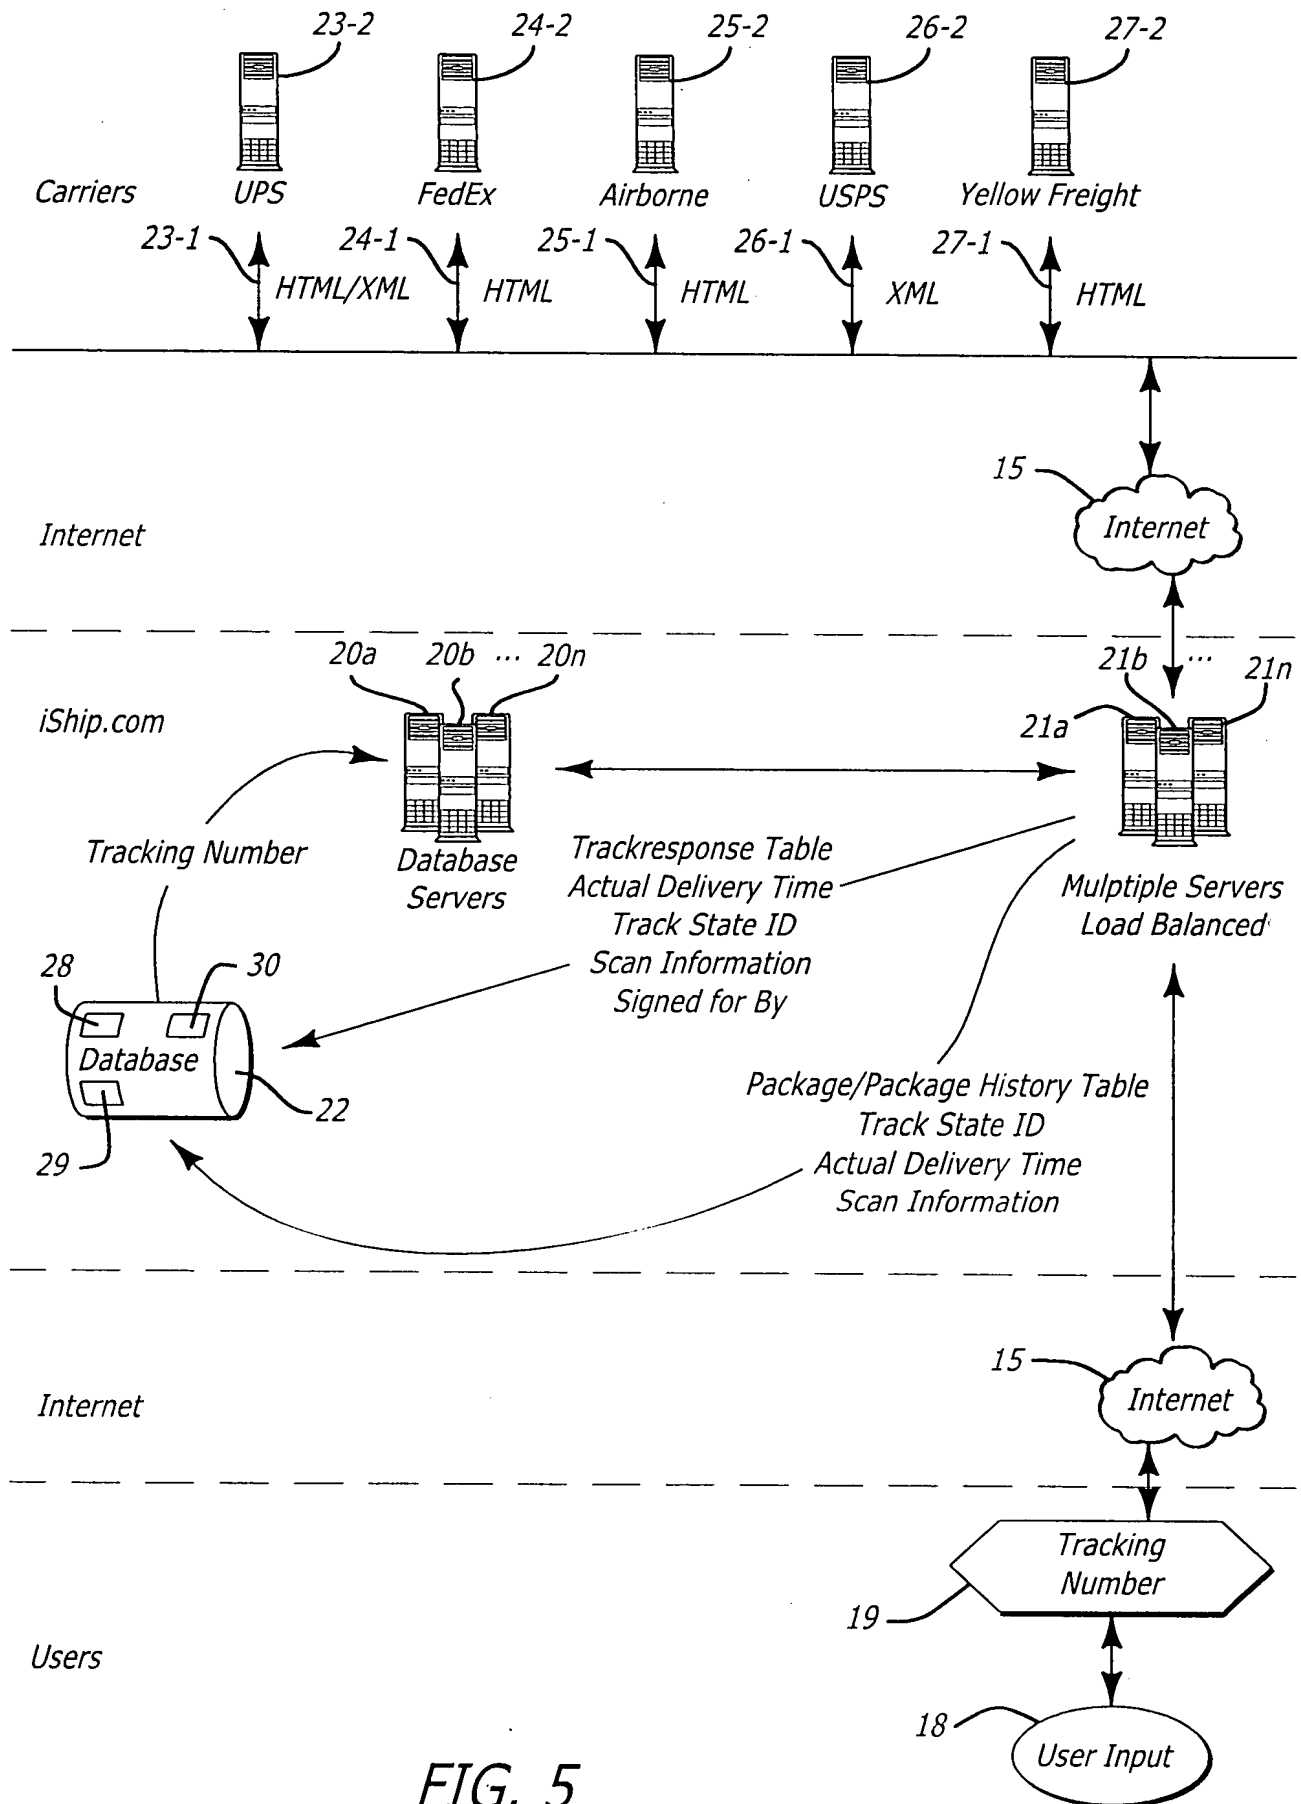 23-2 24-2 25-2 26-2 27-2
Carriers UPS FedEx Airborne USPS Yellow Freight
23-1 24-1 25-1 26-1 27-1
HTML/XML HTML HTML XML HTML
15
Internet
Internet
20a 20b ... 20n
21b ...
21n
21a
iShip.com
Tracking Number
Database
Servers
Trackresponse Table
Actual Delivery Time
Track State ID
Scan Information
Signed for By
Mulptiple Servers
Load Balanced
28
30
Database
22
29
Package/Package History Table
Track State ID
Actual Delivery Time
Scan Information
15
Internet
Internet
Tracking
Number
19
Users
18
User Input
FIG. 5